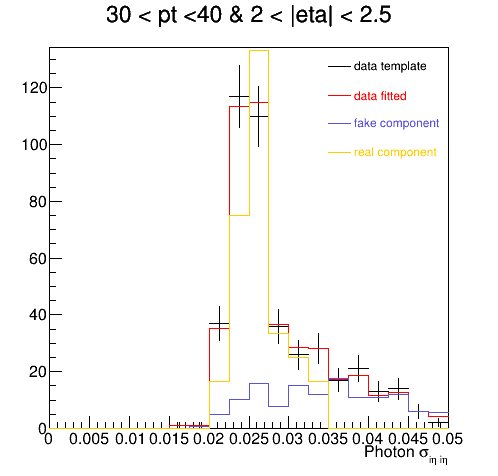 30 < pt <40 & 2 < |eta| < 2.5
data template
data fitted
fake component
real component
120
100
80
60
40
20
0
0 0.005 0.01 0.015 0.02 0.025 0.03 0.035 0.04 0.045 0.05
Photon σiη iη